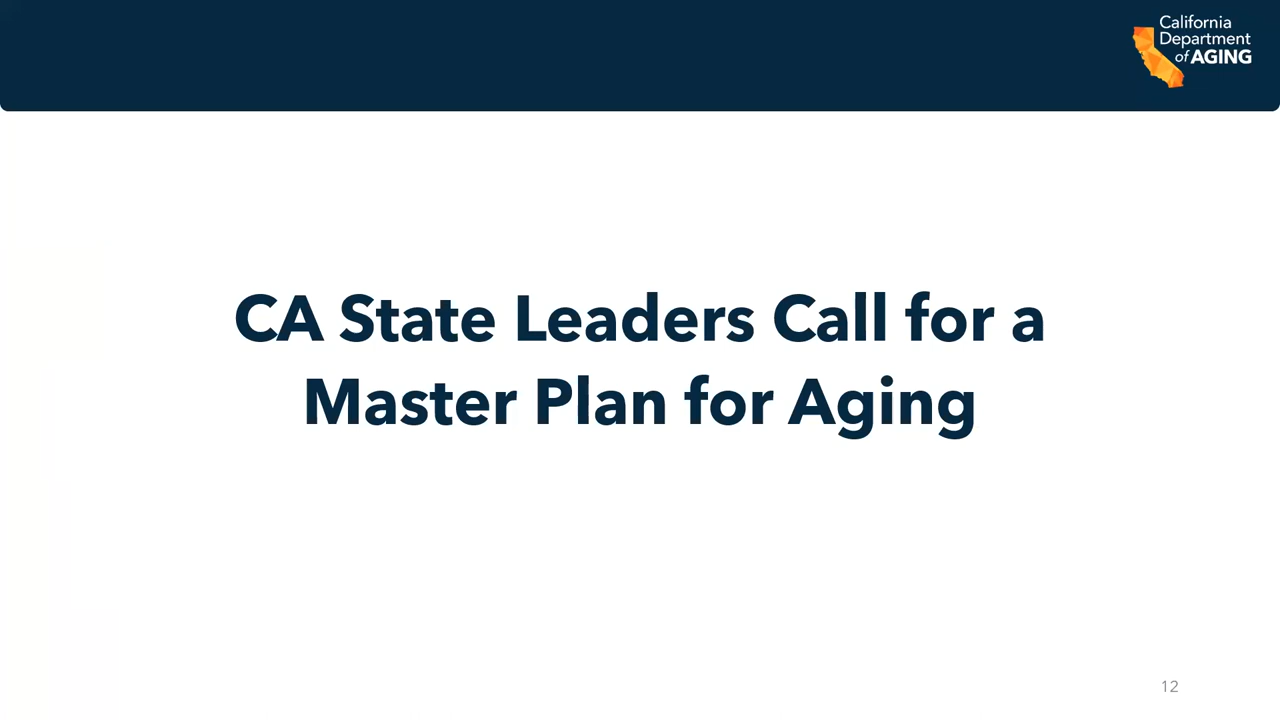 California
Department
of AGING
CA State Leaders Call for a
Master Plan for Aging
12